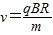 v = qBR/m